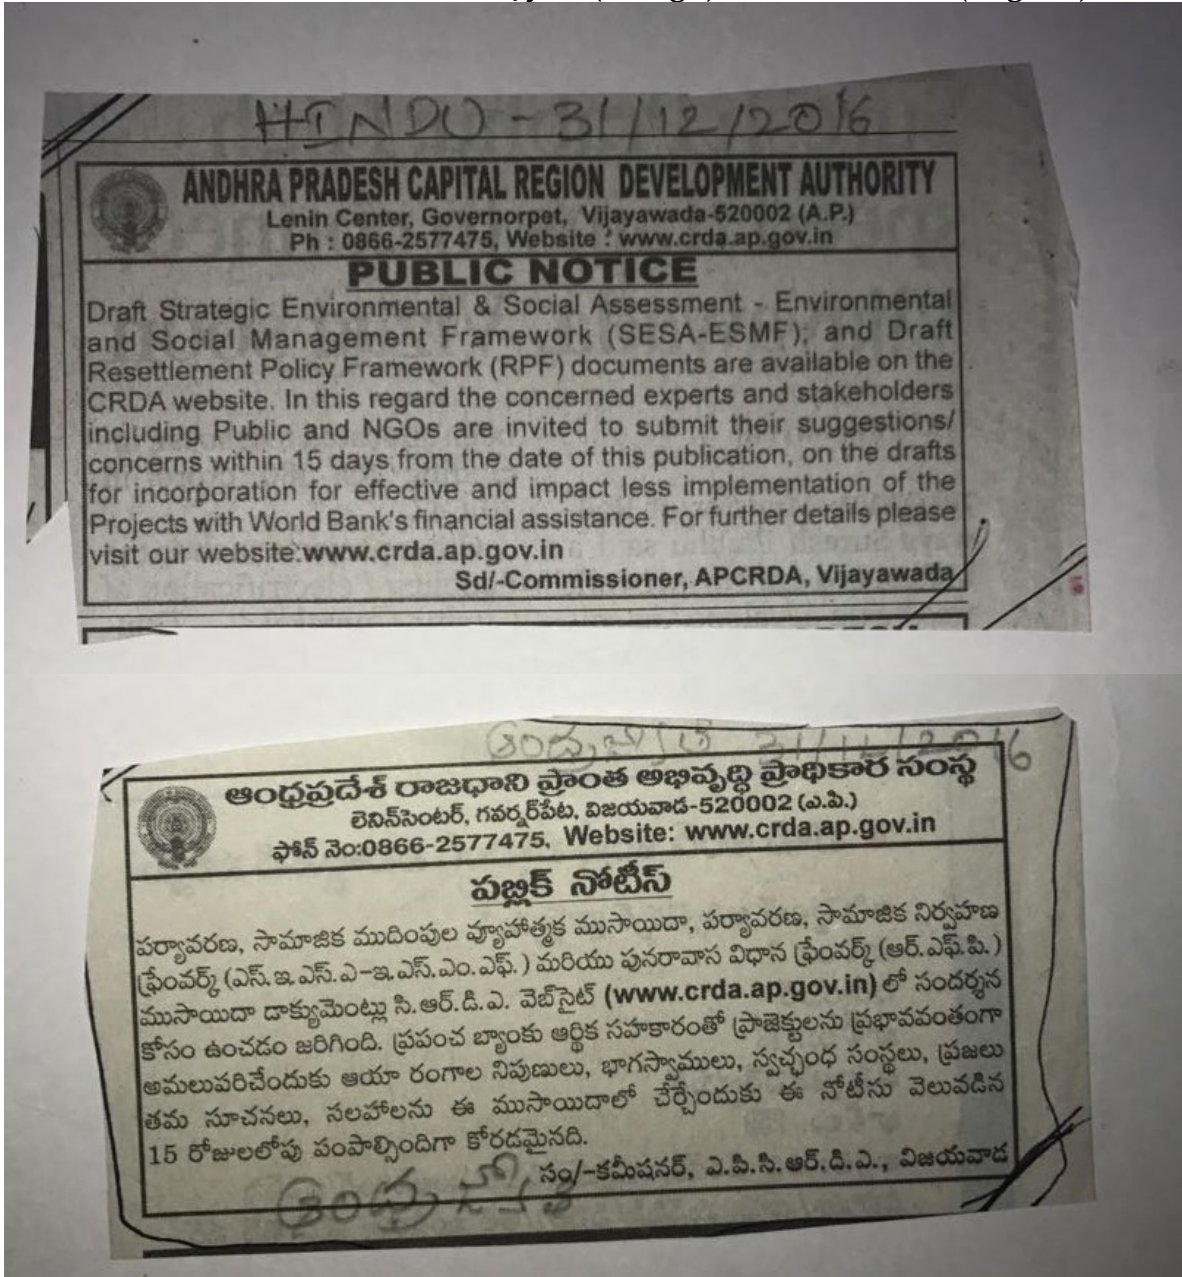 HINDU - 31/12/2016
ANDHRA PRADESH CAPITAL REGION DEVELOPMENT AUTHORITY
Lenin Center, Governorpet, Vijayawada-520002 (A.P.)
Ph : 0866-2577475, Website : www.crda.ap.gov.in
PUBLIC NOTICE
Draft Strategic Environmental & Social Assessment - Environmental
and Social Management Framework (SESA-ESMF); and Draft
Resettlement Policy Framework (RPF) documents are available on the
CRDA website. In this regard the concerned experts and stakeholders
including Public and NGOs are invited to submit their suggestions/
concerns within 15 days from the date of this publication, on the drafts
for incorporation for effective and impact less implementation of the
Projects with World Bank's financial assistance. For further details please
visit our website:www.crda.ap.gov.in
Sd/-Commissioner, APCRDA, Vijayawada
31/12/2016
ఆంధ్రప్రదేశ్ రాజధాని ప్రాంత అభివృద్ధి ప్రాధికార సంస్థ
లెనిన్‌సెంటర్, గవర్నర్‌పేట, విజయవాడ-520002 (ఎ.పి.)
ఫోన్ నెం:0866-2577475, Website: www.crda.ap.gov.in
పబ్లిక్ నోటీస్
పర్యావరణ, సామాజిక ముదింపుల వ్యూహాత్మక ముసాయిదా, పర్యావరణ, సామాజిక నిర్వహణ
ఫ్రేంవర్క్ (ఎస్.ఇ.ఎస్.ఎ-ఇ.ఎస్.ఎం.ఎఫ్.) మరియు పునరావాస విధాన ఫ్రేంవర్క్ (ఆర్.ఎఫ్.పి.)
ముసాయిదా డాక్యుమెంట్లు సి.ఆర్.డి.ఎ. వెబ్‌సైట్ (www.crda.ap.gov.in) లో సందర్శన
కోసం ఉంచడం జరిగింది. ప్రపంచ బ్యాంకు ఆర్థిక సహకారంతో ప్రాజెక్టులను ప్రభావవంతంగా
అమలుపరిచేందుకు ఆయా రంగాల నిపుణులు, భాగస్వాములు, స్వచ్ఛంధ సంస్థలు, ప్రజలు
తమ సూచనలు, సలహాలను ఈ ముసాయిదాలో చేర్చేందుకు ఈ నోటీసు వెలువడిన
15 రోజులలోపు పంపాల్సిందిగా కోరడమైనది.
సం/-కమీషనర్, ఎ.పి.సి.ఆర్.డి.ఎ., విజయవాడ